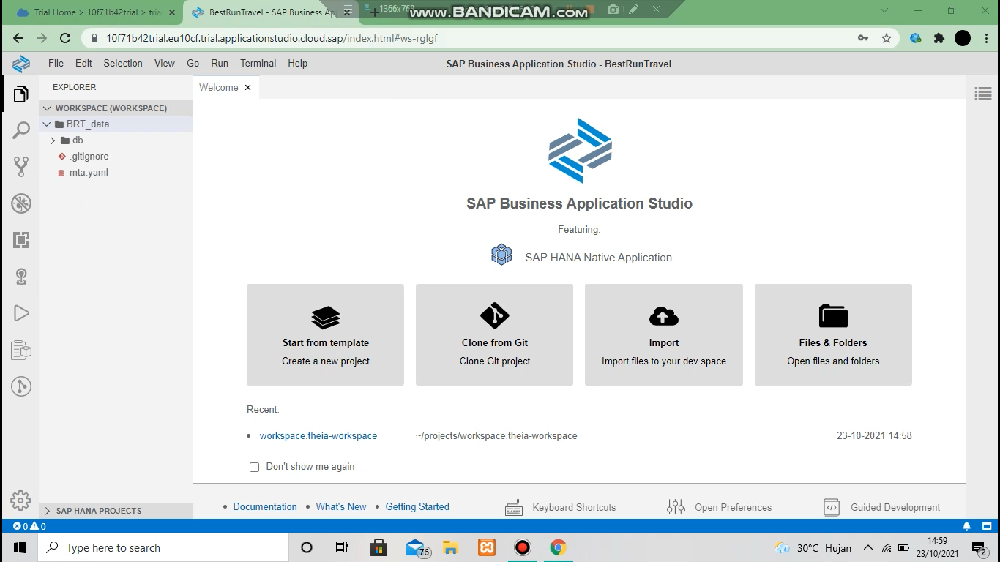 Trial Home > 10f71b42trial > tria
BestRunTravel - SAP Business Ap
1366x768
www.BANDICAM.com
10f71b42trial.eu10cf.trial.applicationstudio.cloud.sap/index.html#ws-rglgf
File Edit Selection View Go Run Terminal Help
SAP Business Application Studio - BestRunTravel
EXPLORER
Welcome
WORKSPACE (WORKSPACE)
BRT_data
db
.gitignore
mta.yaml
SAP Business Application Studio
Featuring:
SAP HANA Native Application
Start from template
Create a new project
Clone from Git
Clone Git project
Import
Import files to your dev space
Files & Folders
Open files and folders
Recent:
workspace.theia-workspace ~/projects/workspace.theia-workspace 23-10-2021 14:58
Don't show me again
SAP HANA PROJECTS
Documentation What's New Getting Started Keyboard Shortcuts Open Preferences Guided Development
0 0
Type here to search
76
30°C Hujan
14:59
23/10/2021
2